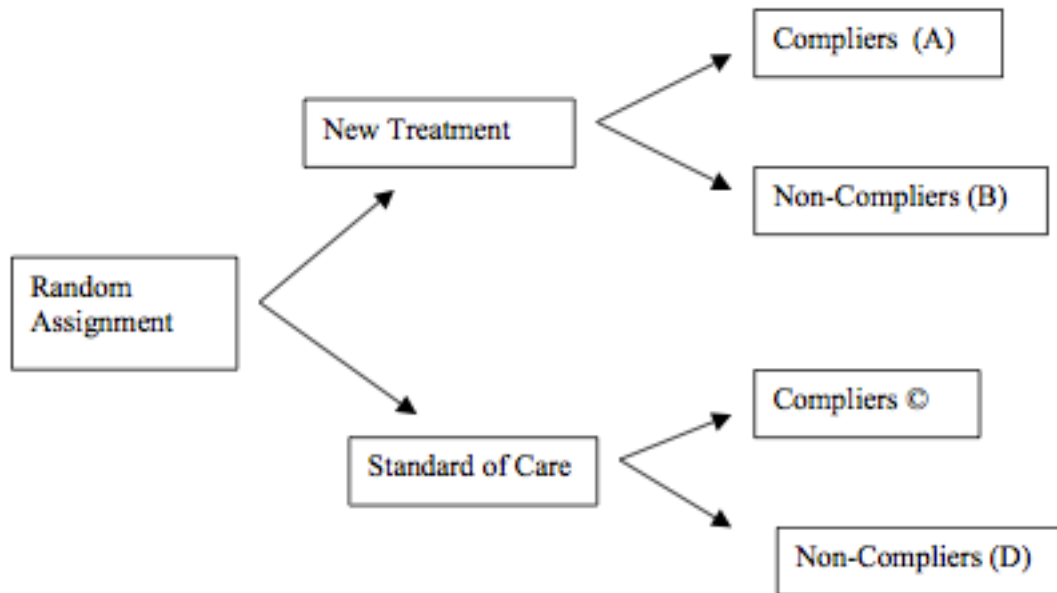 Compliers (A)
New Treatment
Non-Compliers (B)
Random
Assignment
Compliers ©
Standard of Care
Non-Compliers (D)